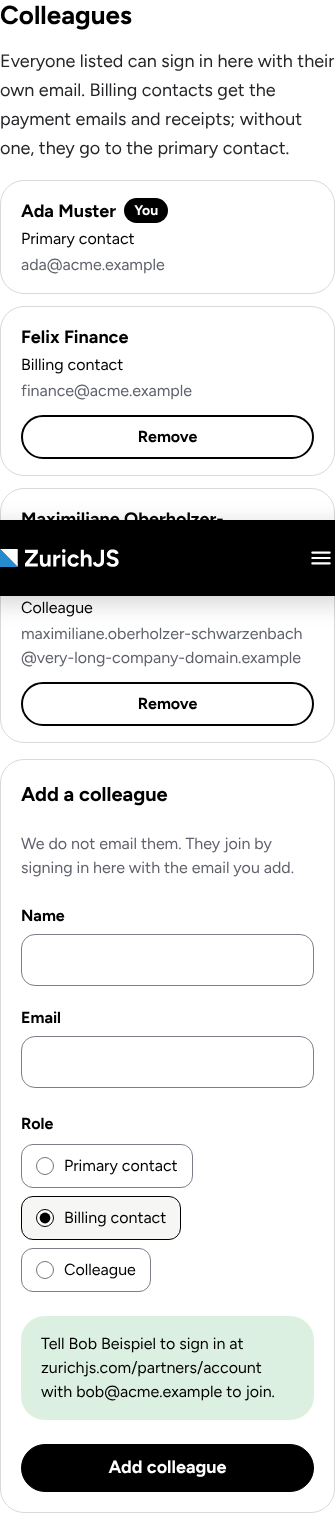 Colleagues
Everyone listed can sign in here with their
own email. Billing contacts get the
payment emails and receipts; without
one, they go to the primary contact.
Ada Muster You
Primary contact
ada@acme.example
Felix Finance
Billing contact
finance@acme.example
Remove
Maximiliane Oberholzer-
ZurichJS
Colleague
maximiliane.oberholzer-schwarzenbach
@very-long-company-domain.example
Remove
Add a colleague
We do not email them. They join by
signing in here with the email you add.
Name
Email
Role
Primary contact
Billing contact
Colleague
Tell Bob Beispiel to sign in at
zurichjs.com/partners/account
with bob@acme.example to join.
Add colleague